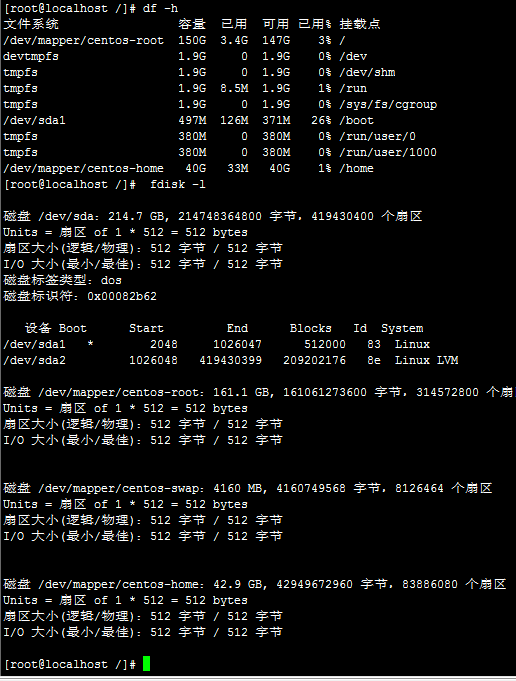 [root@localhost /]# df -h
文件系统 容量 已用 可用 已用% 挂载点
/dev/mapper/centos-root 150G 3.4G 147G 3% /
devtmpfs 1.9G 0 1.9G 0% /dev
tmpfs 1.9G 0 1.9G 0% /dev/shm
tmpfs 1.9G 8.5M 1.9G 1% /run
tmpfs 1.9G 0 1.9G 0% /sys/fs/cgroup
/dev/sda1 497M 126M 371M 26% /boot
tmpfs 380M 0 380M 0% /run/user/0
tmpfs 380M 0 380M 0% /run/user/1000
/dev/mapper/centos-home 40G 33M 40G 1% /home
[root@localhost /]# fdisk -l
磁盘 /dev/sda：214.7 GB, 214748364800 字节，419430400 个扇区
Units = 扇区 of 1 * 512 = 512 bytes
扇区大小(逻辑/物理)：512 字节 / 512 字节
I/O 大小(最小/最佳)：512 字节 / 512 字节
磁盘标签类型：dos
磁盘标识符：0x00082b62
设备 Boot Start End Blocks Id System
/dev/sda1 * 2048 1026047 512000 83 Linux
/dev/sda2 1026048 419430399 209202176 8e Linux LVM
磁盘 /dev/mapper/centos-root：161.1 GB, 161061273600 字节，314572800 个扇
Units = 扇区 of 1 * 512 = 512 bytes
扇区大小(逻辑/物理)：512 字节 / 512 字节
I/O 大小(最小/最佳)：512 字节 / 512 字节
磁盘 /dev/mapper/centos-swap：4160 MB, 4160749568 字节，8126464 个扇区
Units = 扇区 of 1 * 512 = 512 bytes
扇区大小(逻辑/物理)：512 字节 / 512 字节
I/O 大小(最小/最佳)：512 字节 / 512 字节
磁盘 /dev/mapper/centos-home：42.9 GB, 42949672960 字节，83886080 个扇区
Units = 扇区 of 1 * 512 = 512 bytes
扇区大小(逻辑/物理)：512 字节 / 512 字节
I/O 大小(最小/最佳)：512 字节 / 512 字节
[root@localhost /]#